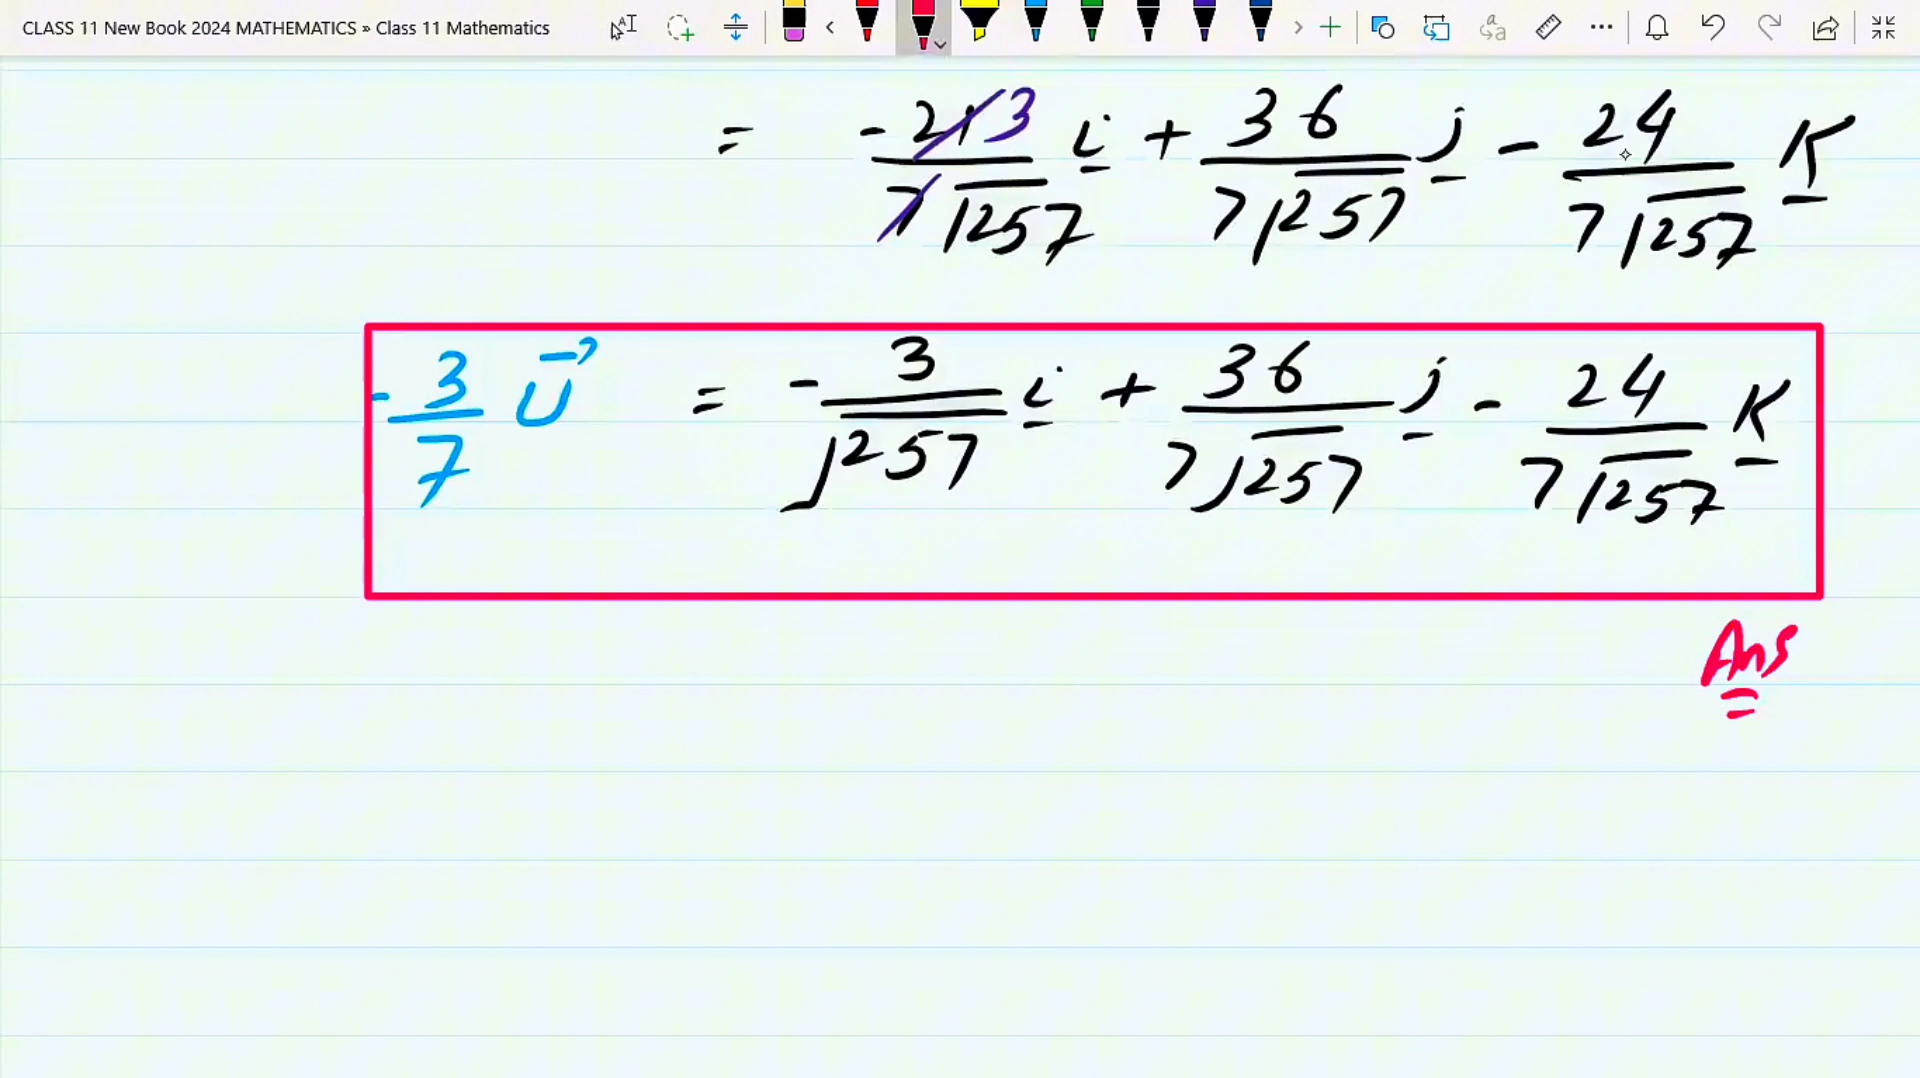 CLASS 11 New Book 2024 MATHEMATICS » Class 11 Mathematics
= - 21/(7√257) i + 36/(7√257) j - 24/(7√257) K
3
- 3/7 U⃗ = - 3/√257 i + 36/(7√257) j - 24/(7√257) K
Ans